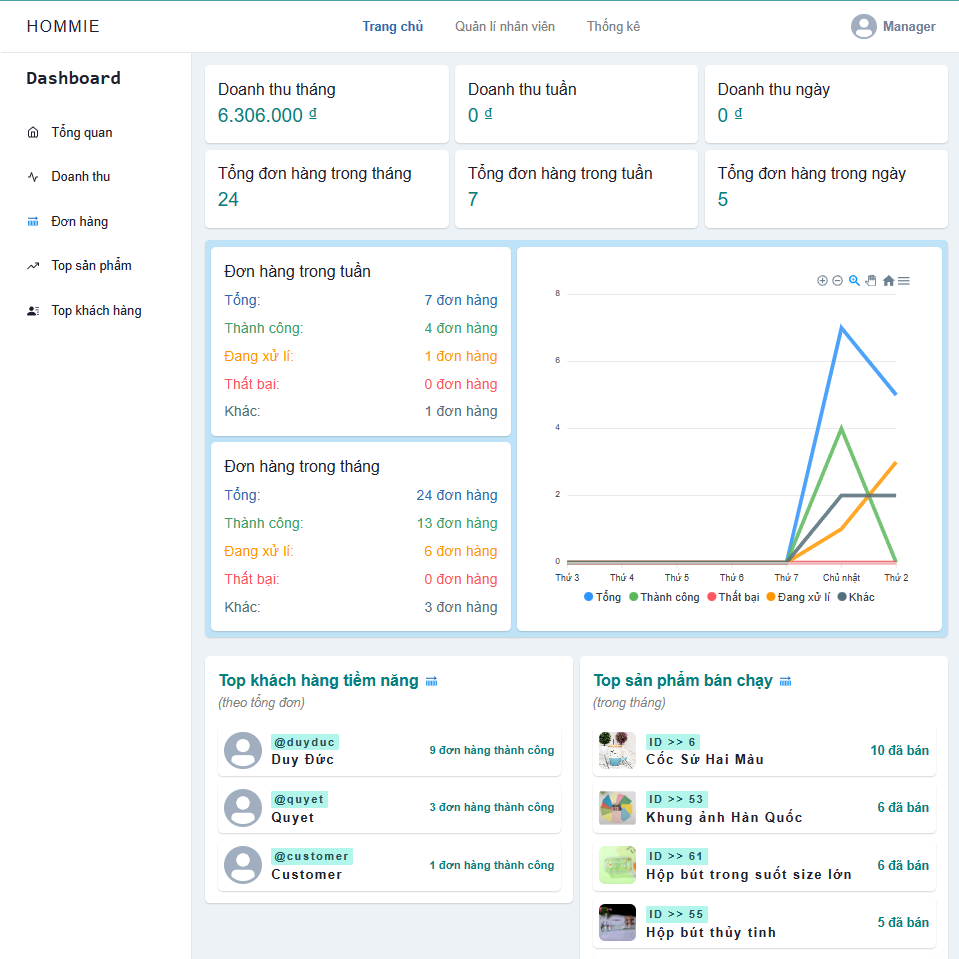 HOMMIE
Trang chủ
Quản lí nhân viên
Thống kê
Manager
Dashboard
Tổng quan
Doanh thu
Đơn hàng
Top sản phẩm
Top khách hàng
Doanh thu tháng
6.306.000 ₫
Doanh thu tuần
0 ₫
Doanh thu ngày
0 ₫
Tổng đơn hàng trong tháng
24
Tổng đơn hàng trong tuần
7
Tổng đơn hàng trong ngày
5
Đơn hàng trong tuần
Tổng: 7 đơn hàng
Thành công: 4 đơn hàng
Đang xử lí: 1 đơn hàng
Thất bại: 0 đơn hàng
Khác: 1 đơn hàng
Đơn hàng trong tháng
Tổng: 24 đơn hàng
Thành công: 13 đơn hàng
Đang xử lí: 6 đơn hàng
Thất bại: 0 đơn hàng
Khác: 3 đơn hàng
8
6
4
2
0
Thứ 3 Thứ 4 Thứ 5 Thứ 6 Thứ 7 Chủ nhật Thứ 2
Tổng Thành công Thất bại Đang xử lí Khác
Top khách hàng tiềm năng
(theo tổng đơn)
@duyduc
Duy Đức
9 đơn hàng thành công
@quyet
Quyet
3 đơn hàng thành công
@customer
Customer
1 đơn hàng thành công
Top sản phẩm bán chạy
(trong tháng)
ID >> 6
Cốc Sứ Hai Màu
10 đã bán
ID >> 53
Khung ảnh Hàn Quốc
6 đã bán
ID >> 61
Hộp bút trong suốt size lớn
6 đã bán
ID >> 55
Hộp bút thủy tinh
5 đã bán